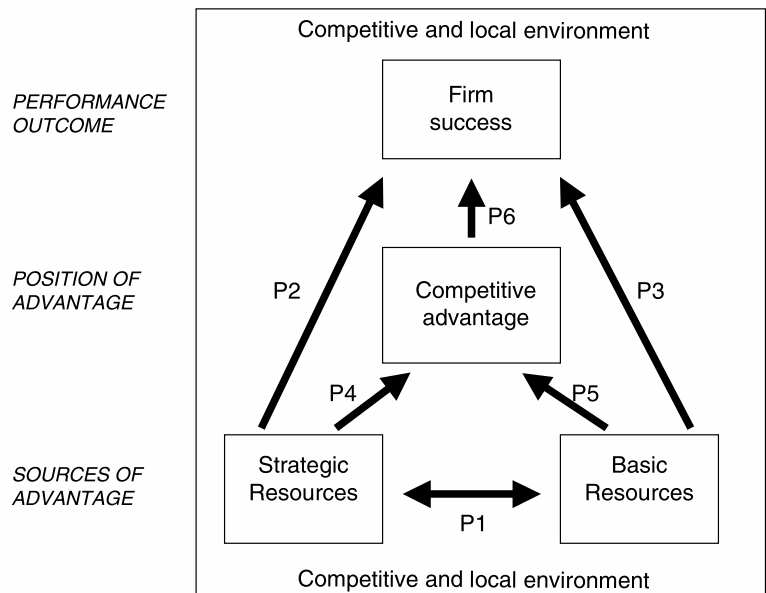 Competitive and local environment
PERFORMANCE
OUTCOME
Firm
success
P6
POSITION OF
ADVANTAGE
P2
Competitive
advantage
P3
P4
P5
SOURCES OF
ADVANTAGE
Strategic
Resources
Basic
Resources
P1
Competitive and local environment